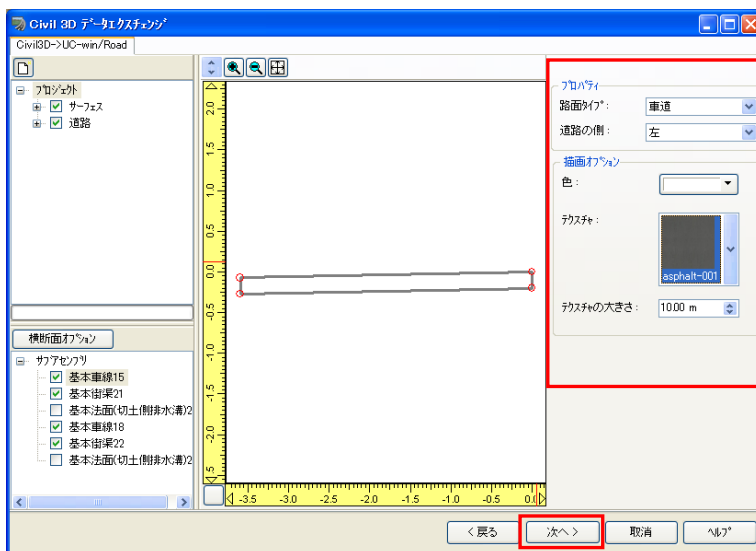 Civil 3D ﾃﾞｰﾀｴｸｽﾁｪﾝｼﾞ
Civil3D->UC-win/Road
ﾌﾟﾛｼﾞｪｸﾄ
ｻｰﾌｪｽ
道路
横断面ｵﾌﾟｼｮﾝ
ｻﾌﾞｱｾﾝﾌﾞﾘ
基本車線15
基本街渠21
基本法面(切土(側排水溝)2
基本車線18
基本街渠22
基本法面(切土(側排水溝)2
2.0
1.5
1.0
0.5
0.0
-0.5
-1.0
-1.5
-2.0
-3.5 -3.0 -2.5 -2.0 -1.5 -1.0 -0.5 0.0
ﾌﾟﾛﾊﾟﾃｨ
路面ﾀｲﾌﾟ: 車道
道路の側: 左
描画ｵﾌﾟｼｮﾝ
色:
ﾃｸｽﾁｬ:
asphalt-001
ﾃｸｽﾁｬの大きさ: 10.00 m
<戻る 次へ> 取消 ﾍﾙﾌﾟ